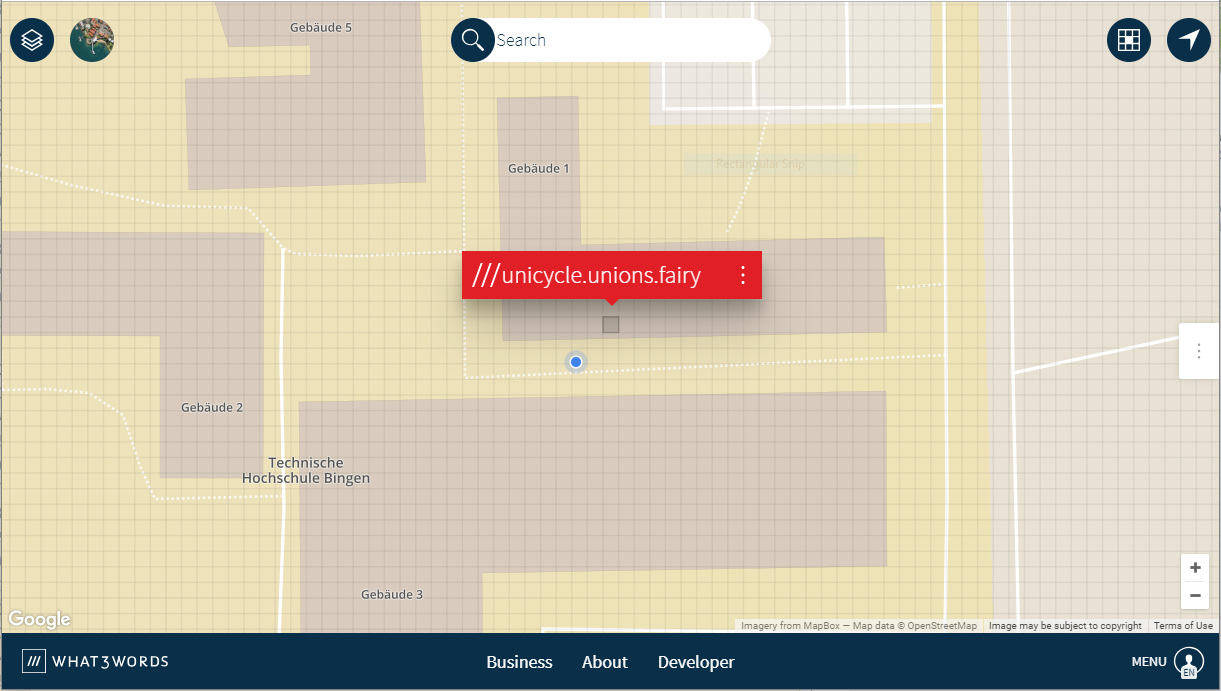 Gebäude 5
Search
Gebäude 1
Rectangular Snip
///unicycle.unions.fairy
Gebäude 2
Technische
Hochschule Bingen
Gebäude 3
+
−
Google
Imagery from MapBox — Map data © OpenStreetMap
Image may be subject to copyright
Terms of Use
/// WHAT3WORDS
Business
About
Developer
MENU
EN